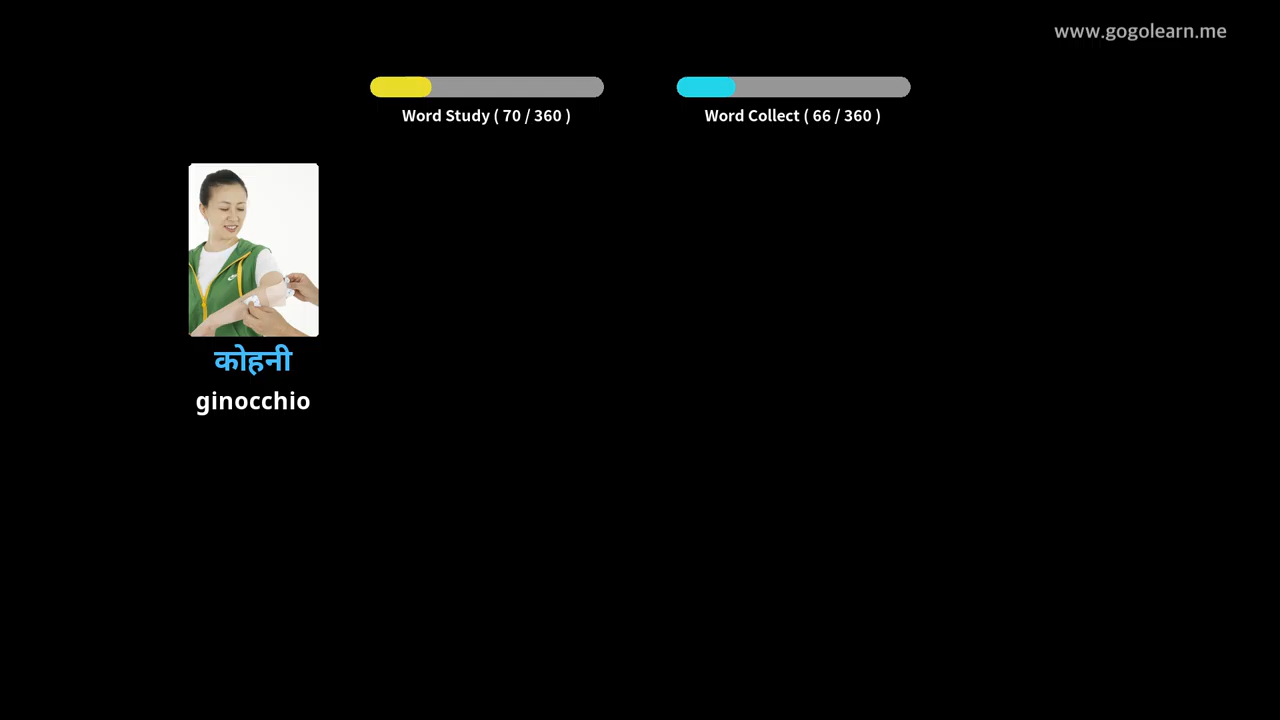 www.gogolearn.me
Word Study ( 70 / 360 )
Word Collect ( 66 / 360 )
कोहनी
ginocchio